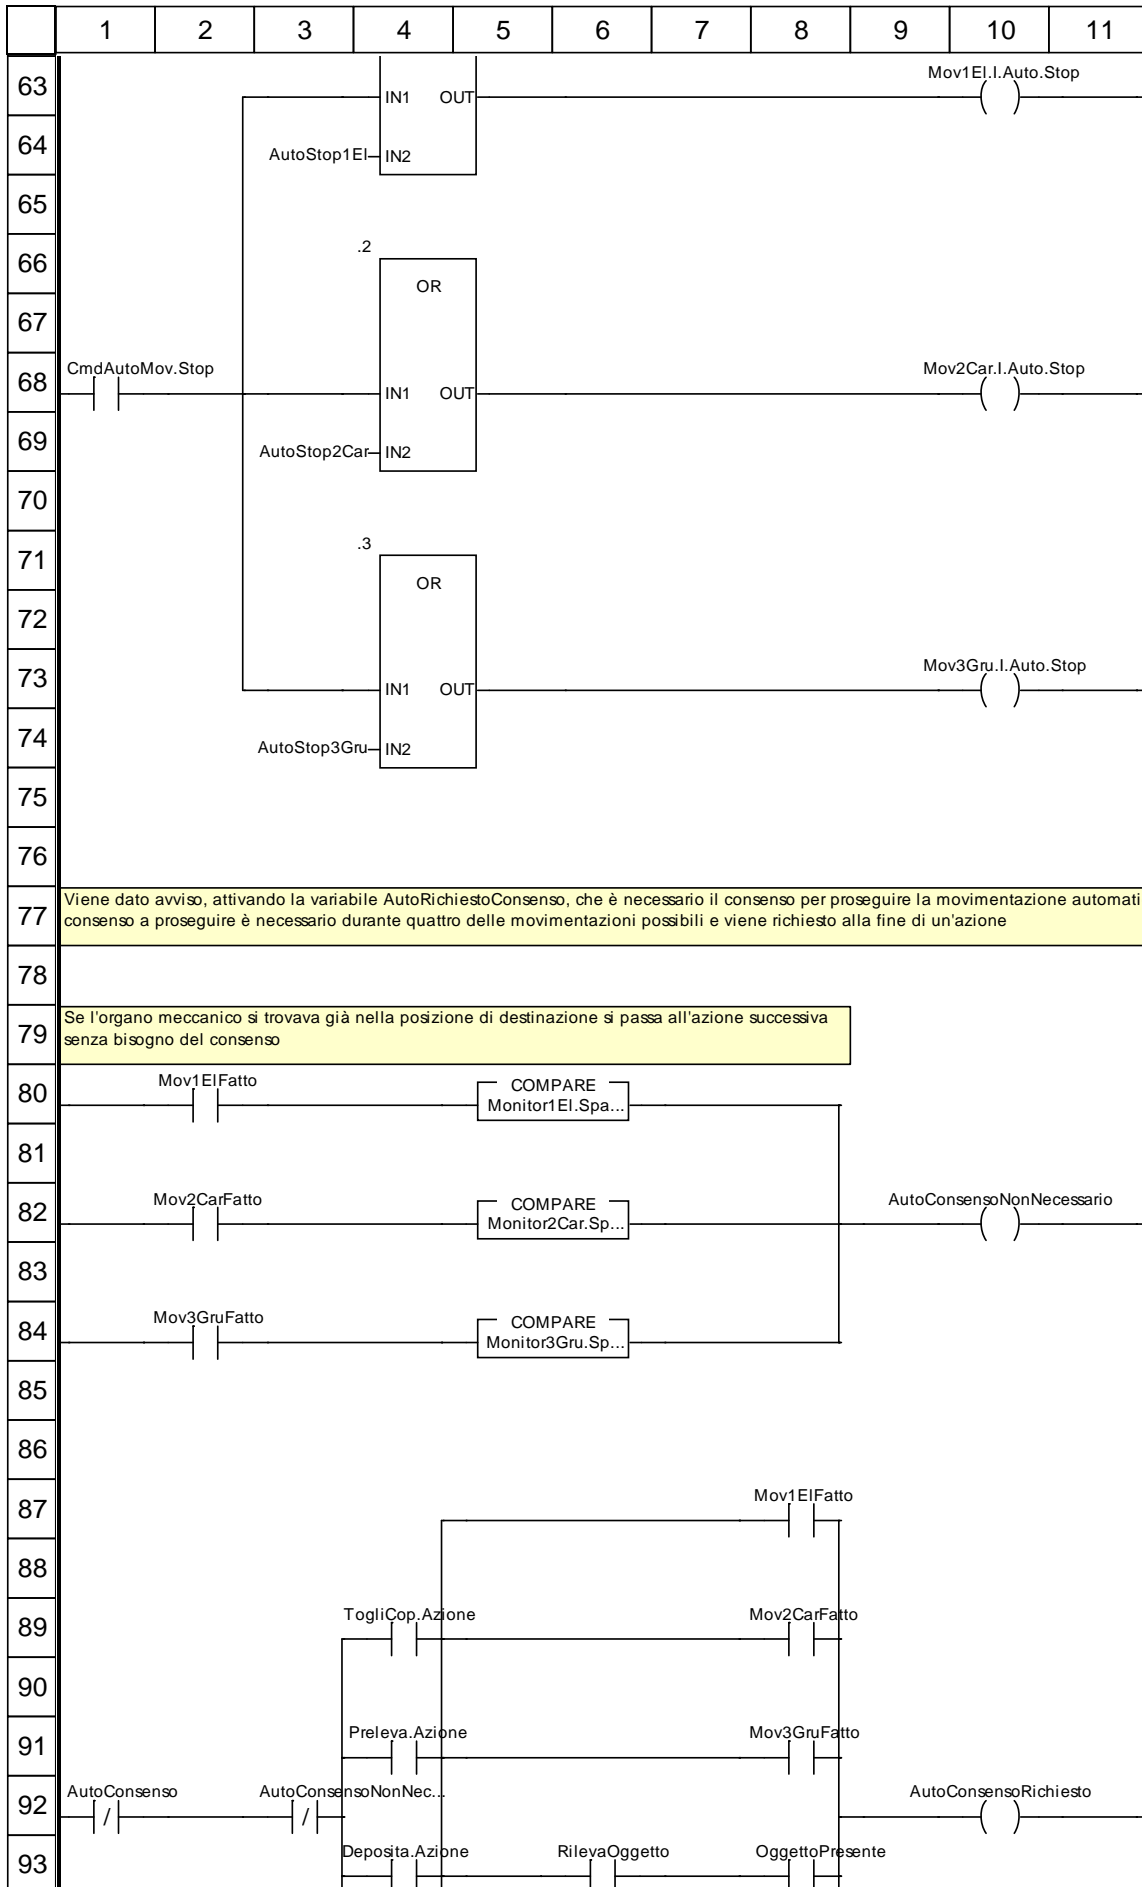 1 2 3 4 5 6 7 8 9 10 11
63
Mov1El.I.Auto.Stop
IN1 OUT
64
AutoStop1El IN2
65
66
.2
OR
67
68
CmdAutoMov.Stop
IN1 OUT
Mov2Car.I.Auto.Stop
69
AutoStop2Car IN2
70
71
.3
OR
72
73
IN1 OUT
Mov3Gru.I.Auto.Stop
74
AutoStop3Gru IN2
75
76
77
Viene dato avviso, attivando la variabile AutoRichiestoConsenso, che è necessario il consenso per proseguire la movimentazione automati
consenso a proseguire è necessario durante quattro delle movimentazioni possibili e viene richiesto alla fine di un'azione
78
79
Se l'organo meccanico si trovava già nella posizione di destinazione si passa all'azione successiva
senza bisogno del consenso
80
Mov1ElFatto
COMPARE
Monitor1El.Spa...
81
82
Mov2CarFatto
COMPARE
Monitor2Car.Sp...
AutoConsensoNonNecessario
83
84
Mov3GruFatto
COMPARE
Monitor3Gru.Sp...
85
86
87
Mov1ElFatto
88
89
TogliCop.Azione
Mov2CarFatto
90
91
Preleva.Azione
Mov3GruFatto
92
AutoConsenso
/
AutoConsensoNonNec...
/
AutoConsensoRichiesto
93
Deposita.Azione
RilevaOggetto
OggettoPresente